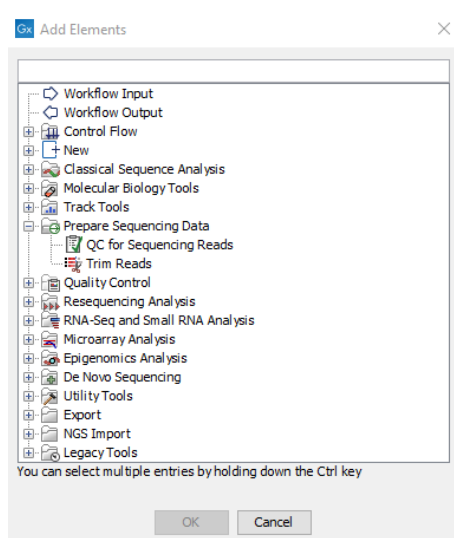 Gx Add Elements
Workflow Input
Workflow Output
Control Flow
New
Classical Sequence Analysis
Molecular Biology Tools
Track Tools
Prepare Sequencing Data
QC for Sequencing Reads
Trim Reads
Quality Control
Resequencing Analysis
RNA-Seq and Small RNA Analysis
Microarray Analysis
Epigenomics Analysis
De Novo Sequencing
Utility Tools
Export
NGS Import
Legacy Tools
You can select multiple entries by holding down the Ctrl key
OK Cancel